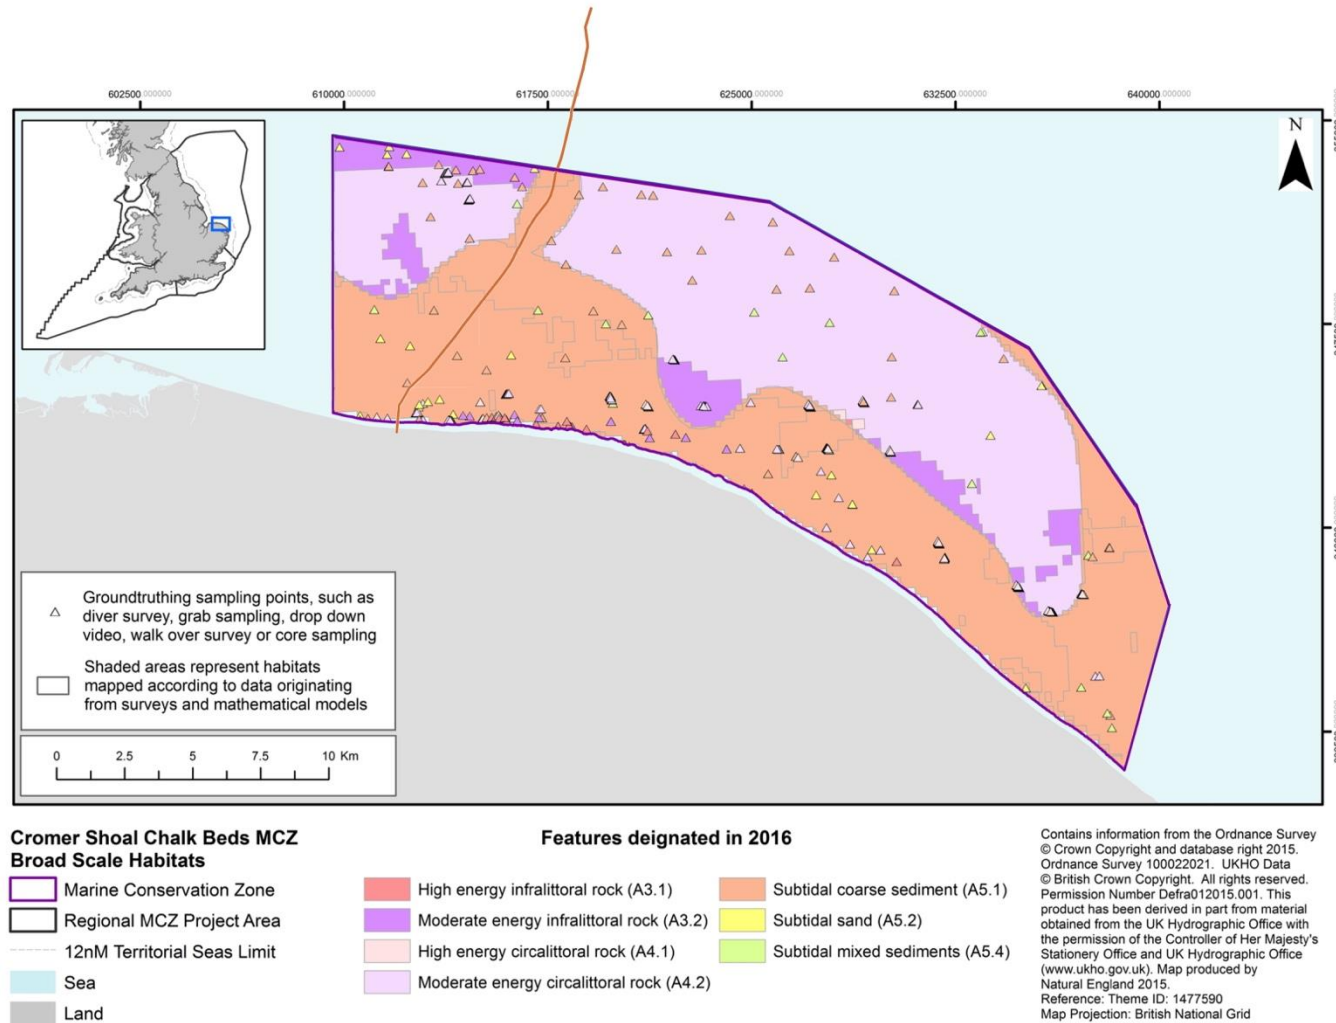 602500.000000
610000.000000
617500.000000
625000.000000
632500.000000
640000.000000
N
Groundtruthing sampling points, such as
diver survey, grab sampling, drop down
video, walk over survey or core sampling
Shaded areas represent habitats
mapped according to data originating
from surveys and mathematical models
0 2.5 5 7.5 10 Km
Cromer Shoal Chalk Beds MCZ
Broad Scale Habitats
Marine Conservation Zone
Regional MCZ Project Area
12nM Territorial Seas Limit
Sea
Land
Features deignated in 2016
High energy infralittoral rock (A3.1)
Moderate energy infralittoral rock (A3.2)
High energy circalittoral rock (A4.1)
Moderate energy circalittoral rock (A4.2)
Subtidal coarse sediment (A5.1)
Subtidal sand (A5.2)
Subtidal mixed sediments (A5.4)
Contains information from the Ordnance Survey
© Crown Copyright and database right 2015.
Ordnance Survey 100022021. UKHO Data
© British Crown Copyright. All rights reserved.
Permission Number Defra012015.001. This
product has been derived in part from material
obtained from the UK Hydrographic Office with
the permission of the Controller of Her Majesty's
Stationery Office and UK Hydrographic Office
(www.ukho.gov.uk). Map produced by
Natural England 2015.
Reference: Theme ID: 1477590
Map Projection: British National Grid